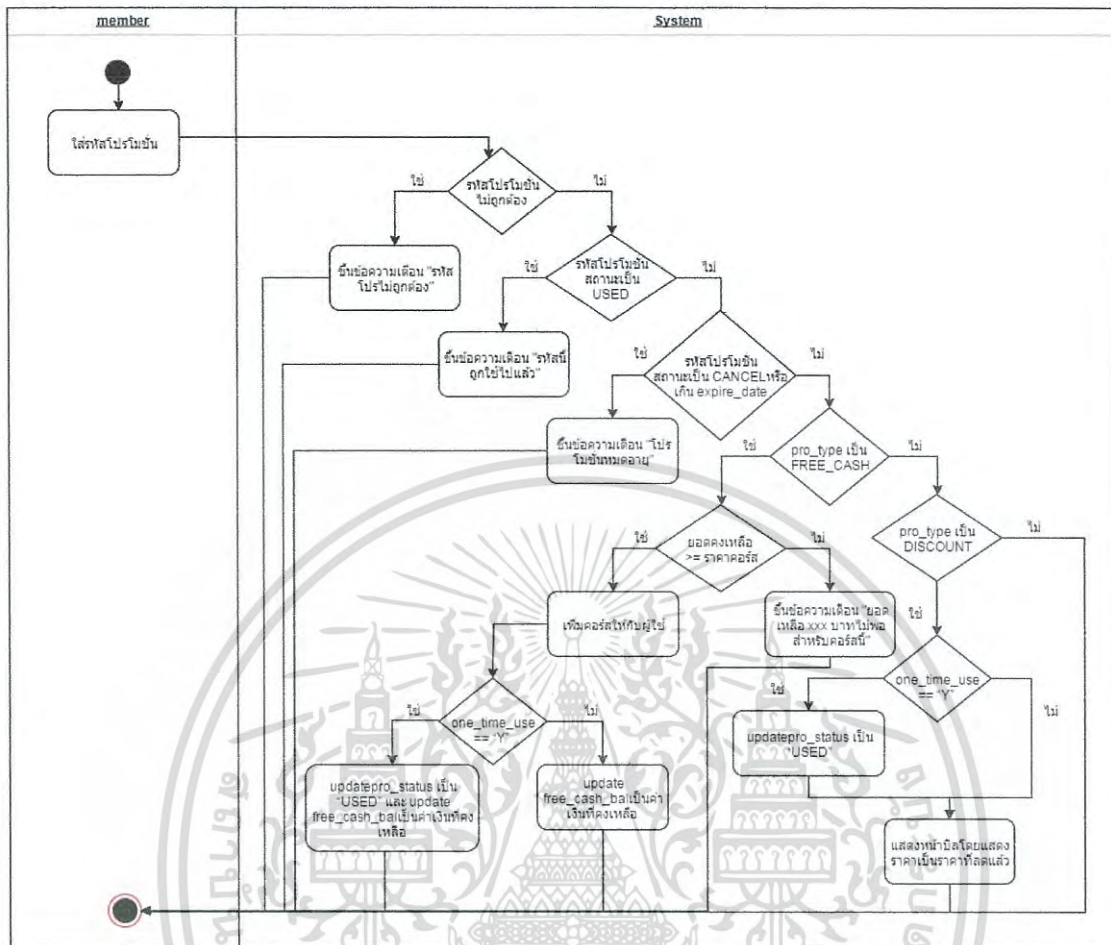 member
System
ใส่รหัสโปรโมชั่น
รหัสโปรโมชั่น
ไม่ถูกต้อง
ใช่
ไม่
ขึ้นข้อความเตือน "รหัส
โปรไม่ถูกต้อง"
รหัสโปรโมชั่น
สถานะเป็น
USED
ใช่
ไม่
ขึ้นข้อความเตือน "รหัสนี้
ถูกใช้ไปแล้ว"
รหัสโปรโมชั่น
สถานะเป็น CANCELหรือ
เกิน expire_date
ใช่
ไม่
ขึ้นข้อความเตือน "โปร
โมชั่นหมดอายุ"
pro_type เป็น
FREE_CASH
ใช่
ไม่
pro_type เป็น
DISCOUNT
ไม่
ใช่
ยอดคงเหลือ
>= ราคาคอร์ส
ใช่
ไม่
เพิ่มคอร์สให้กับผู้ใช้
ขึ้นข้อความเตือน "ยอด
เหลือ xxx บาทไม่พอ
สำหรับคอร์สนี้"
one_time_use
== "Y"
ใช่
ไม่
updatepro_status เป็น
"USED"
one_time_use
== "Y"
ใช่
ไม่
updatepro_status เป็น
"USED" และ update
free_cash_balเป็นค่า
เงินที่คง
เหลือ
update
free_cash_balเป็นค่า
เงินที่คงเหลือ
แสดงหน้าบิลโดยแสดง
ราคาเป็นราคาที่ลดแล้ว